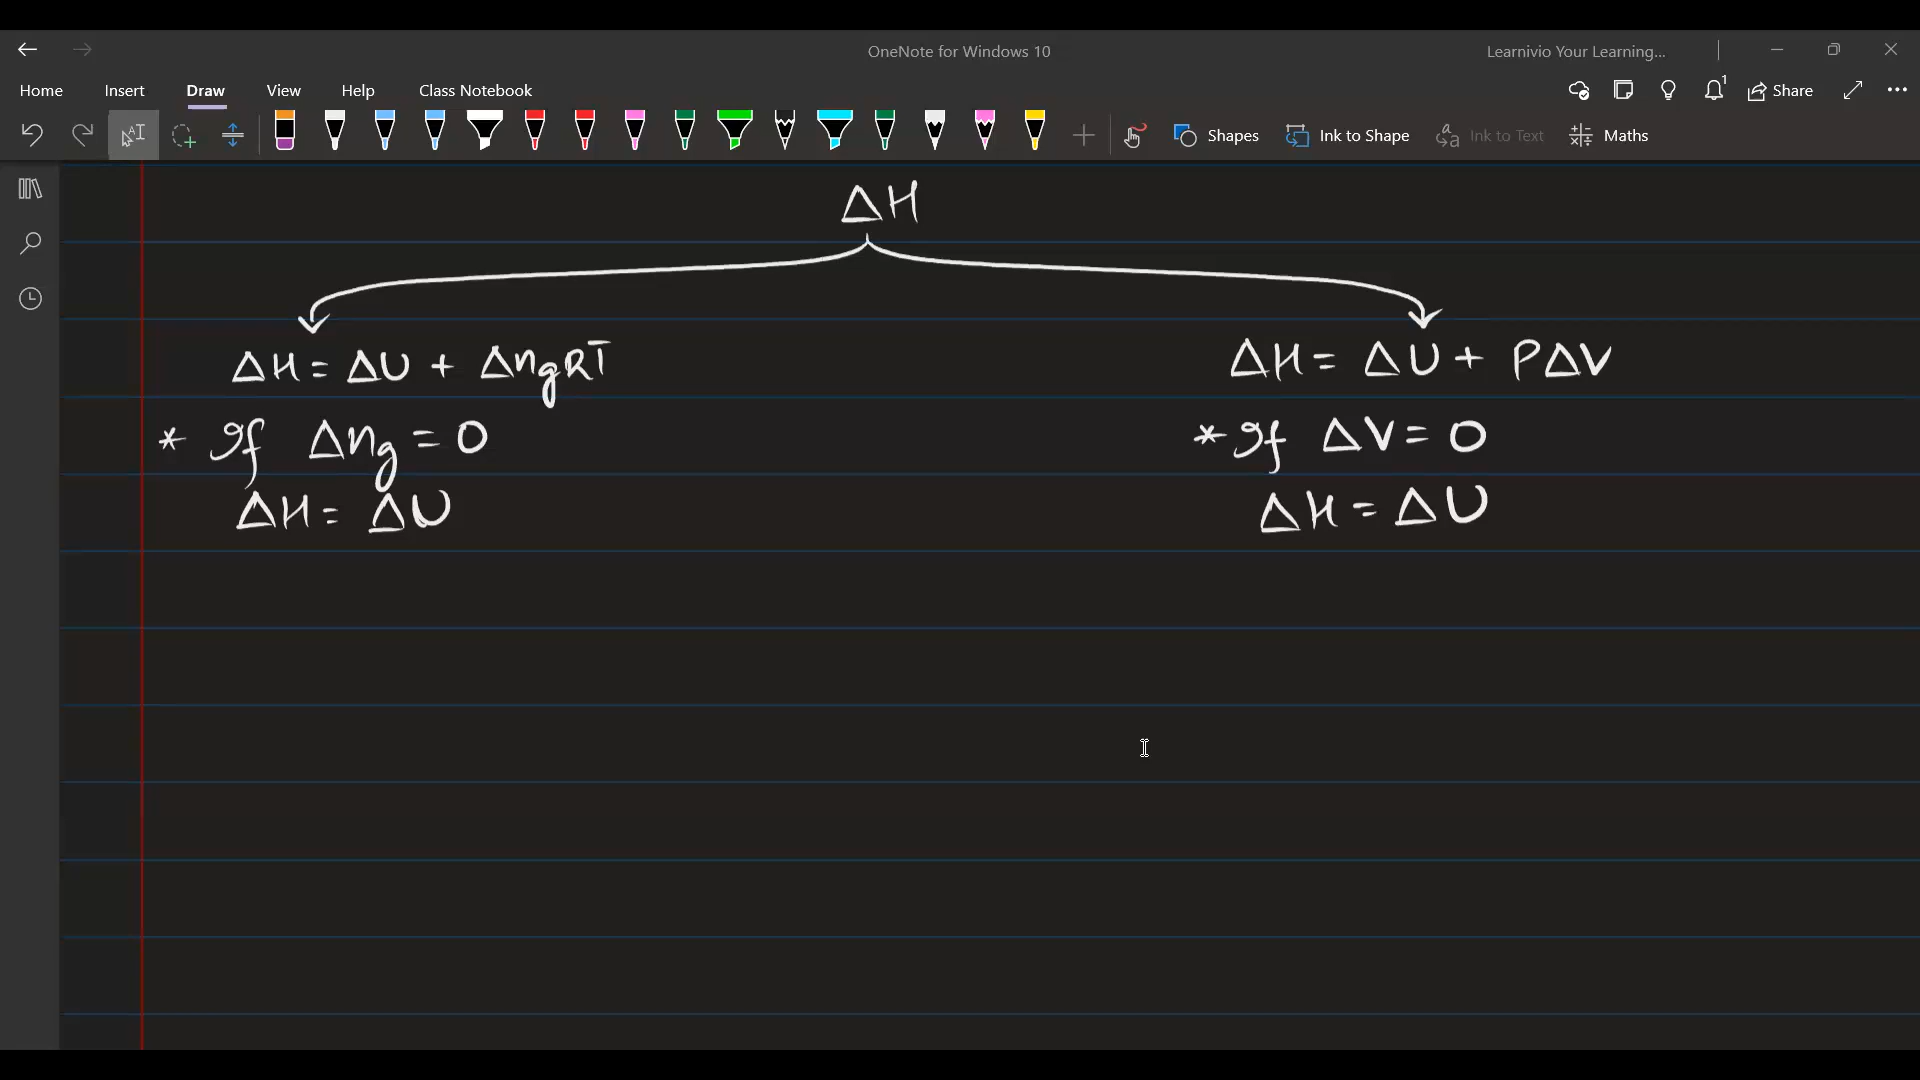 OneNote for Windows 10
Learnivio Your Learning...
Home Insert Draw View Help Class Notebook
1
Share
Shapes Ink to Shape Ink to Text Maths
ΔH
ΔH = ΔU + ΔngRT
ΔH = ΔU + PΔV
* If Δng = 0
* If ΔV = 0
ΔH = ΔU
ΔH = ΔU